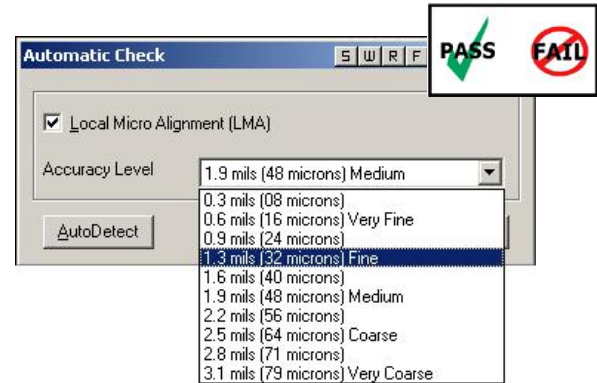 PASS FAIL
Automatic Check S W R F
Local Micro Alignment (LMA)
Accuracy Level 1.9 mils (48 microns) Medium
0.3 mils (08 microns)
0.6 mils (16 microns) Very Fine
AutoDetect
0.9 mils (24 microns)
1.3 mils (32 microns) Fine
1.6 mils (40 microns)
1.9 mils (48 microns) Medium
2.2 mils (56 microns)
2.5 mils (64 microns) Coarse
2.8 mils (71 microns)
3.1 mils (79 microns) Very Coarse